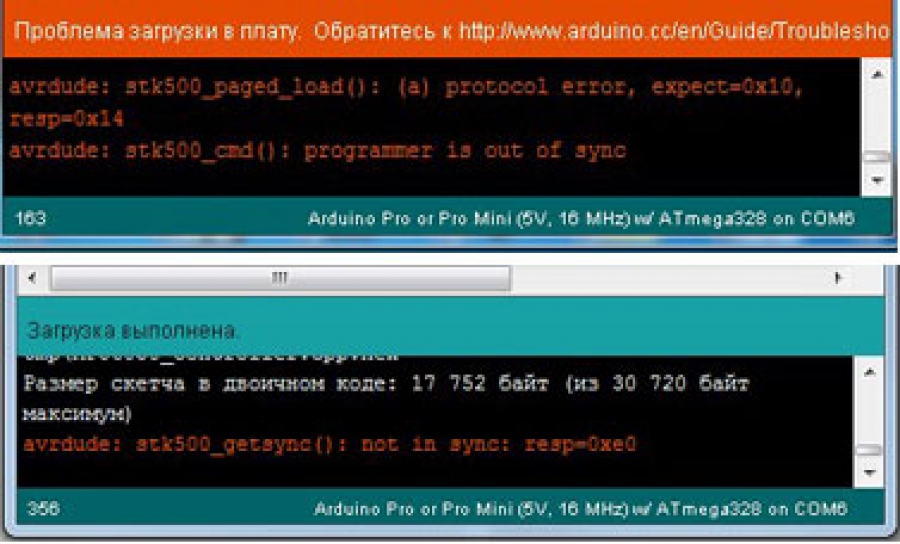 Проблема загрузки в плату. Обратитесь к http://www.arduino.cc/en/Guide/Troublesho
avrdude: stk500_paged_load(): (a) protocol error, expect=0x10,
resp=0x14
avrdude: stk500_cmd(): programmer is out of sync
163 Arduino Pro or Pro Mini (5V, 16 MHz) w/ ATmega328 on COM6
Загрузка выполнена.
Размер скетча в двоичном коде: 17 752 байт (из 30 720 байт
максимум)
avrdude: stk500_getsync(): not in sync: resp=0xe0
356 Arduino Pro or Pro Mini (5V, 16 MHz) w/ ATmega328 on COM6